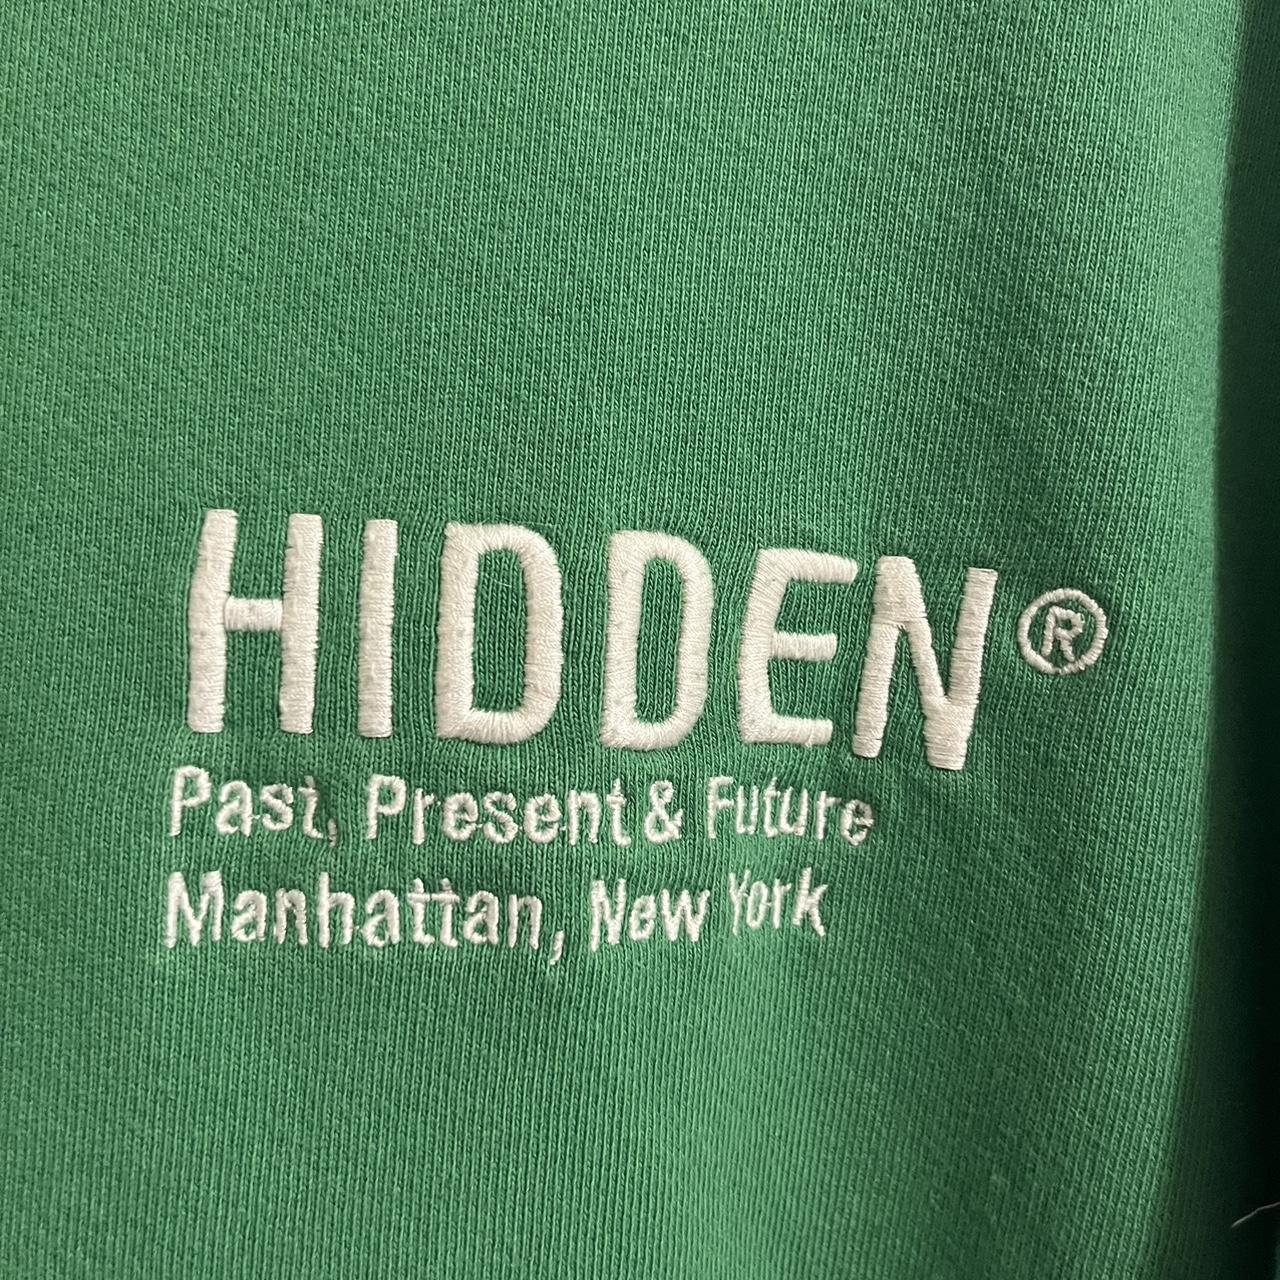 HIDDEN®
Past, Present & Future
Manhattan, New York